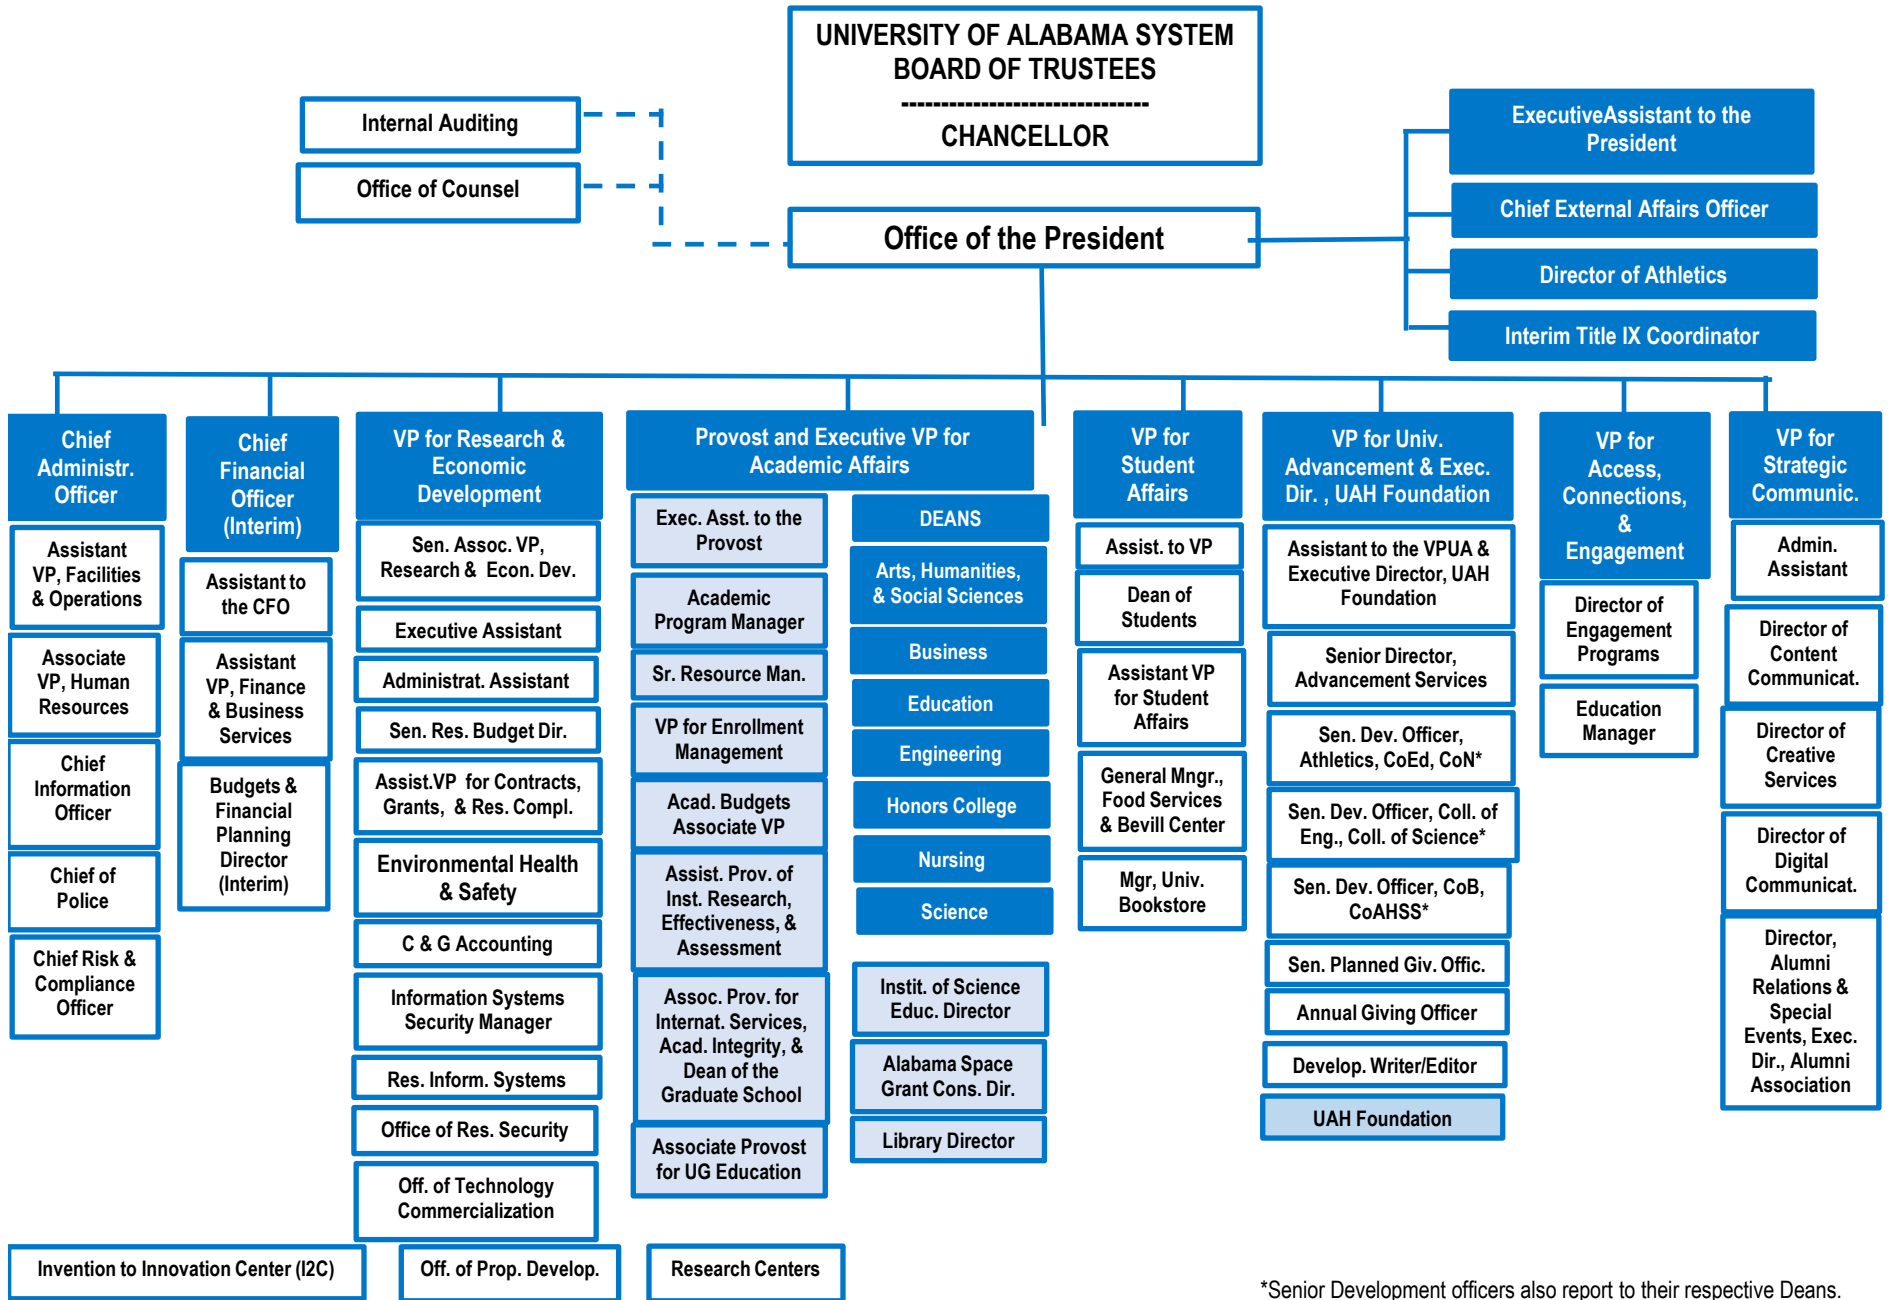 UNIVERSITY OF ALABAMA SYSTEM
BOARD OF TRUSTEES
-------------------------------
CHANCELLOR
Internal Auditing
Office of Counsel
Office of the President
ExecutiveAssistant to the
President
Chief External Affairs Officer
Director of Athletics
Interim Title IX Coordinator
Chief
Administr.
Officer
Assistant
VP, Facilities
& Operations
Associate
VP, Human
Resources
Chief
Information
Officer
Chief of
Police
Chief Risk &
Compliance
Officer
Chief
Financial
Officer
(Interim)
Assistant to
the CFO
Assistant
VP, Finance
& Business
Services
Budgets &
Financial
Planning
Director
(Interim)
VP for Research &
Economic
Development
Sen. Assoc. VP,
Research & Econ. Dev.
Executive Assistant
Administrat. Assistant
Sen. Res. Budget Dir.
Assist.VP for Contracts,
Grants, & Res. Compl.
Environmental Health
& Safety
C & G Accounting
Information Systems
Security Manager
Res. Inform. Systems
Office of Res. Security
Off. of Technology
Commercialization
Invention to Innovation Center (I2C)
Off. of Prop. Develop.
Research Centers
Provost and Executive VP for
Academic Affairs
Exec. Asst. to the
Provost
Academic
Program Manager
Sr. Resource Man.
VP for Enrollment
Management
Acad. Budgets
Associate VP
Assist. Prov. of
Inst. Research,
Effectiveness, &
Assessment
Assoc. Prov. for
Internat. Services,
Acad. Integrity, &
Dean of the
Graduate School
Associate Provost
for UG Education
DEANS
Arts, Humanities,
& Social Sciences
Business
Education
Engineering
Honors College
Nursing
Science
Instit. of Science
Educ. Director
Alabama Space
Grant Cons. Dir.
Library Director
VP for
Student
Affairs
Assist. to VP
Dean of
Students
Assistant VP
for Student
Affairs
General Mngr.,
Food Services
& Bevill Center
Mgr, Univ.
Bookstore
VP for Univ.
Advancement & Exec.
Dir. , UAH Foundation
Assistant to the VPUA &
Executive Director, UAH
Foundation
Senior Director,
Advancement Services
Sen. Dev. Officer,
Athletics, CoEd, CoN*
Sen. Dev. Officer, Coll. of
Eng., Coll. of Science*
Sen. Dev. Officer, CoB,
CoAHSS*
Sen. Planned Giv. Offic.
Annual Giving Officer
Develop. Writer/Editor
UAH Foundation
VP for
Access,
Connections,
&
Engagement
Director of
Engagement
Programs
Education
Manager
VP for
Strategic
Communic.
Admin.
Assistant
Director of
Content
Communicat.
Director of
Creative
Services
Director of
Digital
Communicat.
Director,
Alumni
Relations &
Special
Events, Exec.
Dir., Alumni
Association
*Senior Development officers also report to their respective Deans.